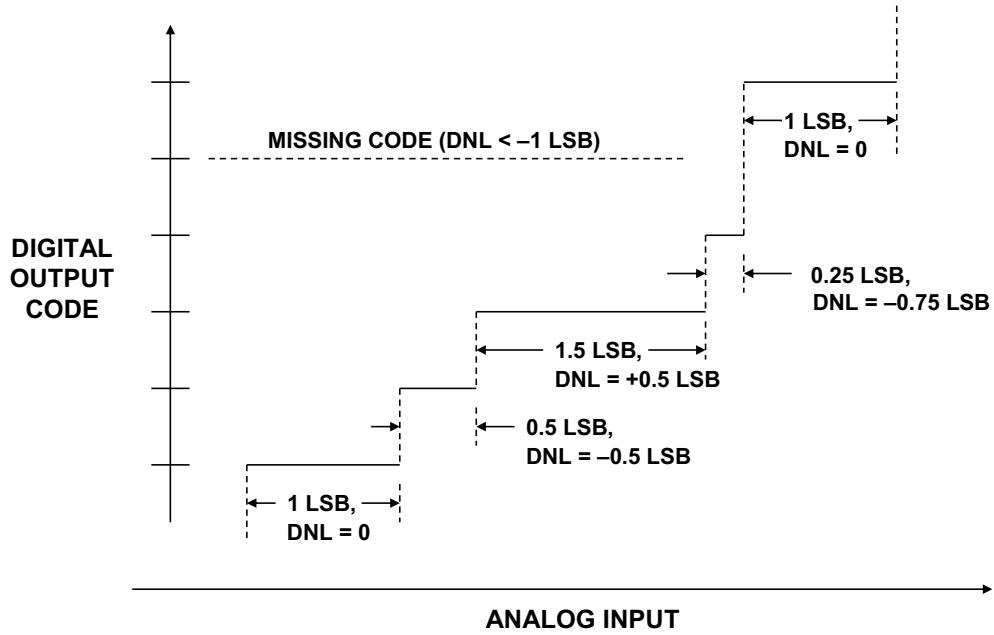 MISSING CODE (DNL < –1 LSB)
1 LSB,
DNL = 0
DIGITAL
OUTPUT
CODE
0.25 LSB,
DNL = –0.75 LSB
1.5 LSB,
DNL = +0.5 LSB
0.5 LSB,
DNL = –0.5 LSB
1 LSB,
DNL = 0
ANALOG INPUT